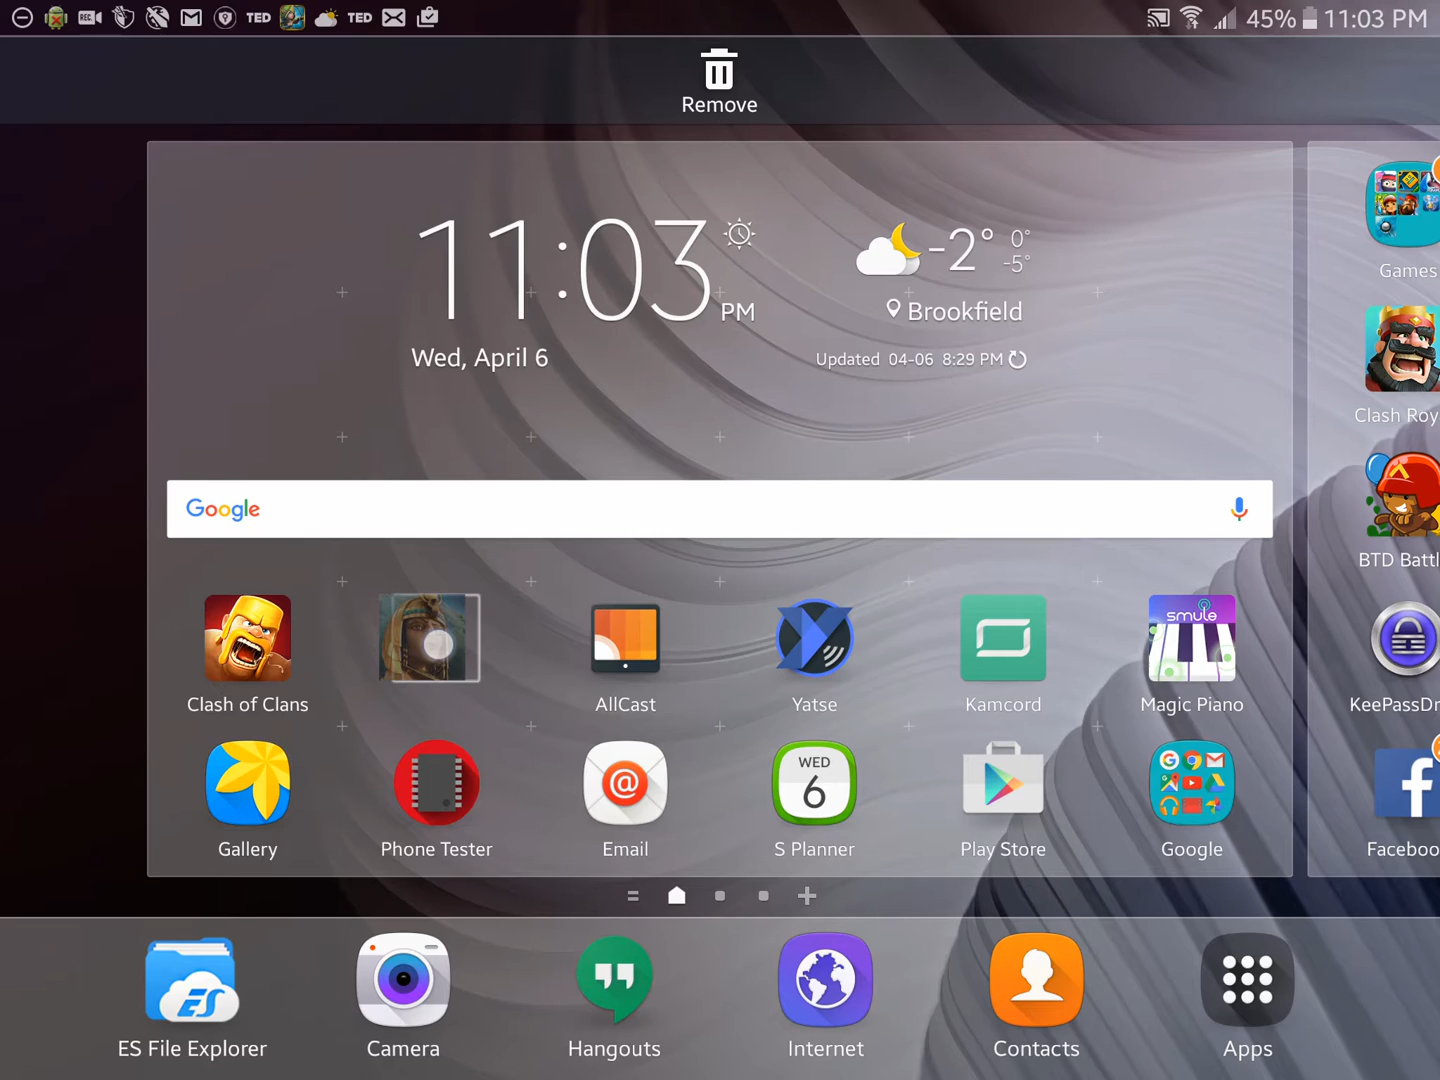 REC.
TED
TED
45%
11:03 PM
Remove
11:03
PM
Wed, April 6
-2°
0°
-5°
Brookfield
Updated 04-06 8:29 PM
Google
Games
Clash Roy
BTD Battl
KeePassDr
Faceboo
smule
Clash of Clans
AllCast
Yatse
Kamcord
Magic Piano
WED
6
Gallery
Phone Tester
Email
S Planner
Play Store
Google
ES
ES File Explorer
Camera
Hangouts
Internet
Contacts
Apps